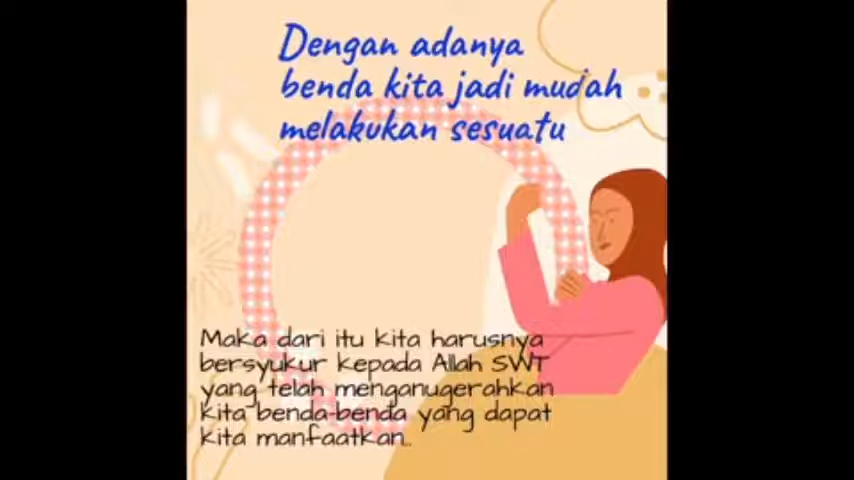 Dengan adanya
benda kita jadi mudah
melakukan sesuatu
Maka dari itu kita harusnya
bersyukur kepada Allah SWT
yang telah menganugerahkan
kita benda-benda yang dapat
kita manfaatkan..